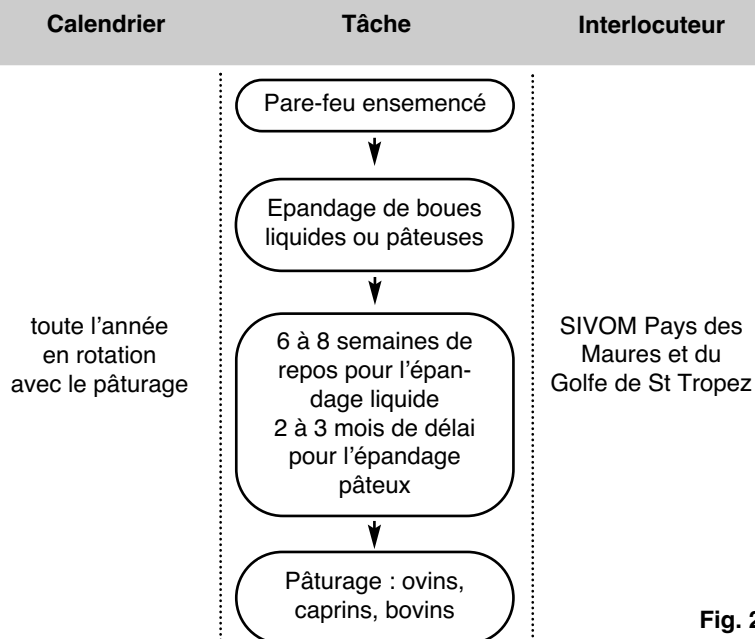 Calendrier Tâche Interlocuteur
Pare-feu ensemencé
Epandage de boues
liquides ou pâteuses
toute l'année
en rotation
avec le pâturage
6 à 8 semaines de
repos pour l'épan-
dage liquide
2 à 3 mois de délai
pour l'épandage
pâteux
SIVOM Pays des
Maures et du
Golfe de St Tropez
Pâturage : ovins,
caprins, bovins
Fig. 2